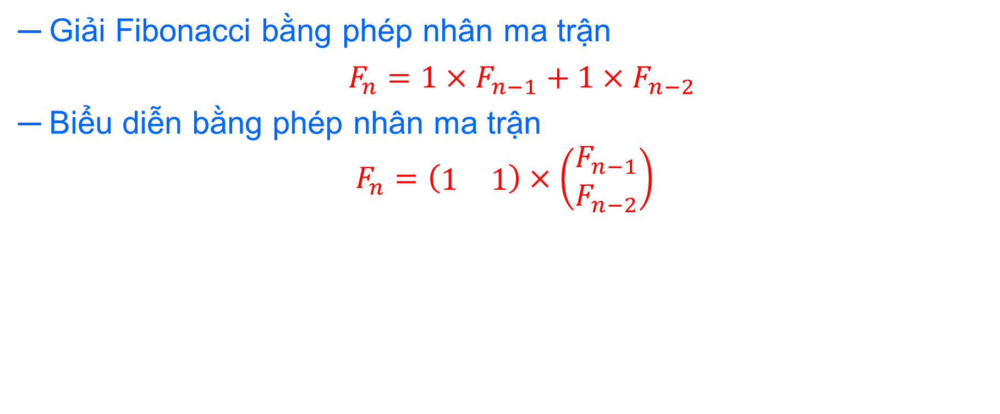 — Giải Fibonacci bằng phép nhân ma trận
$F_n = 1 \times F_{n-1} + 1 \times F_{n-2}$
— Biểu diễn bằng phép nhân ma trận
$F_n = \begin{pmatrix} 1 & 1 \end{pmatrix} \times \begin{pmatrix} F_{n-1} \\ F_{n-2} \end{pmatrix}$